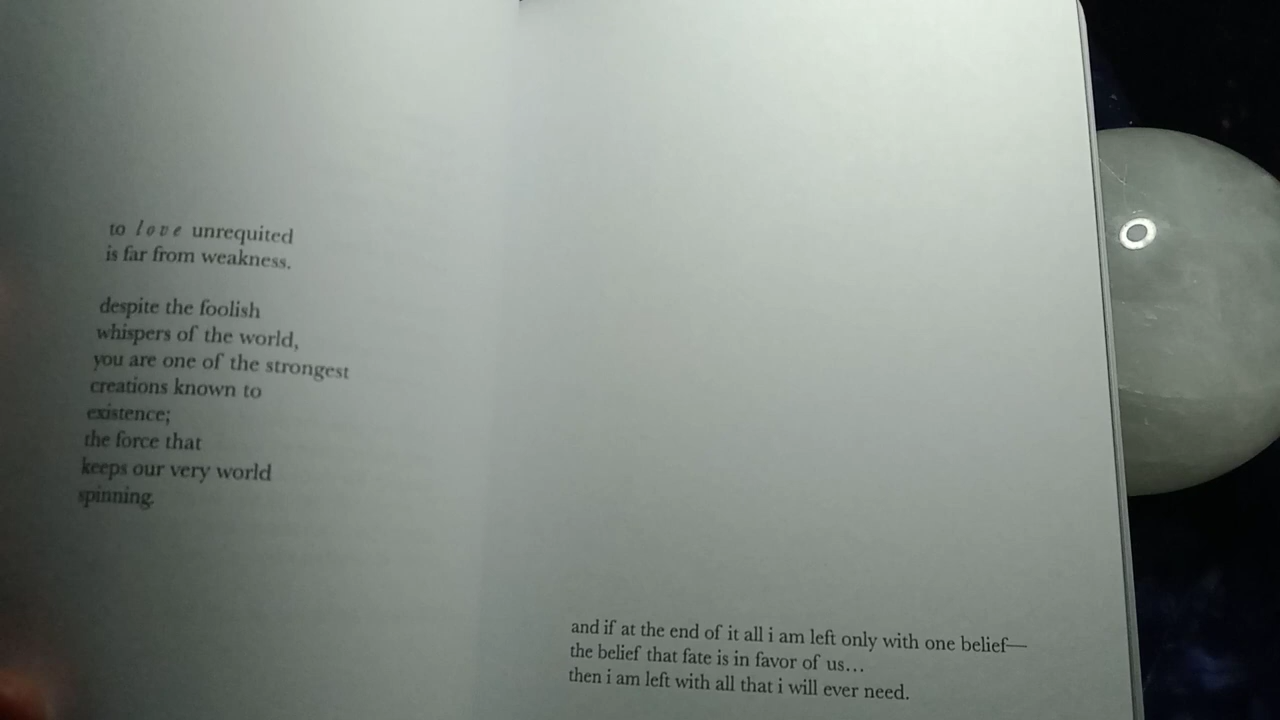 to love unrequited
is far from weakness.
despite the foolish
whispers of the world,
you are one of the strongest
creations known to
existence;
the force that
keeps our very world
spinning.
and if at the end of it all i am left only with one belief—
the belief that fate is in favor of us...
then i am left with all that i will ever need.